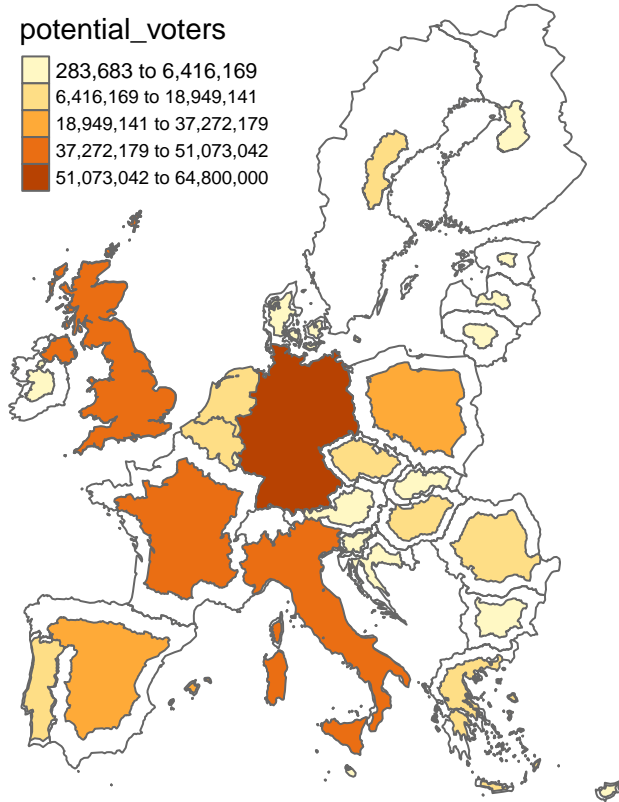 potential_voters
283,683 to 6,416,169
6,416,169 to 18,949,141
18,949,141 to 37,272,179
37,272,179 to 51,073,042
51,073,042 to 64,800,000